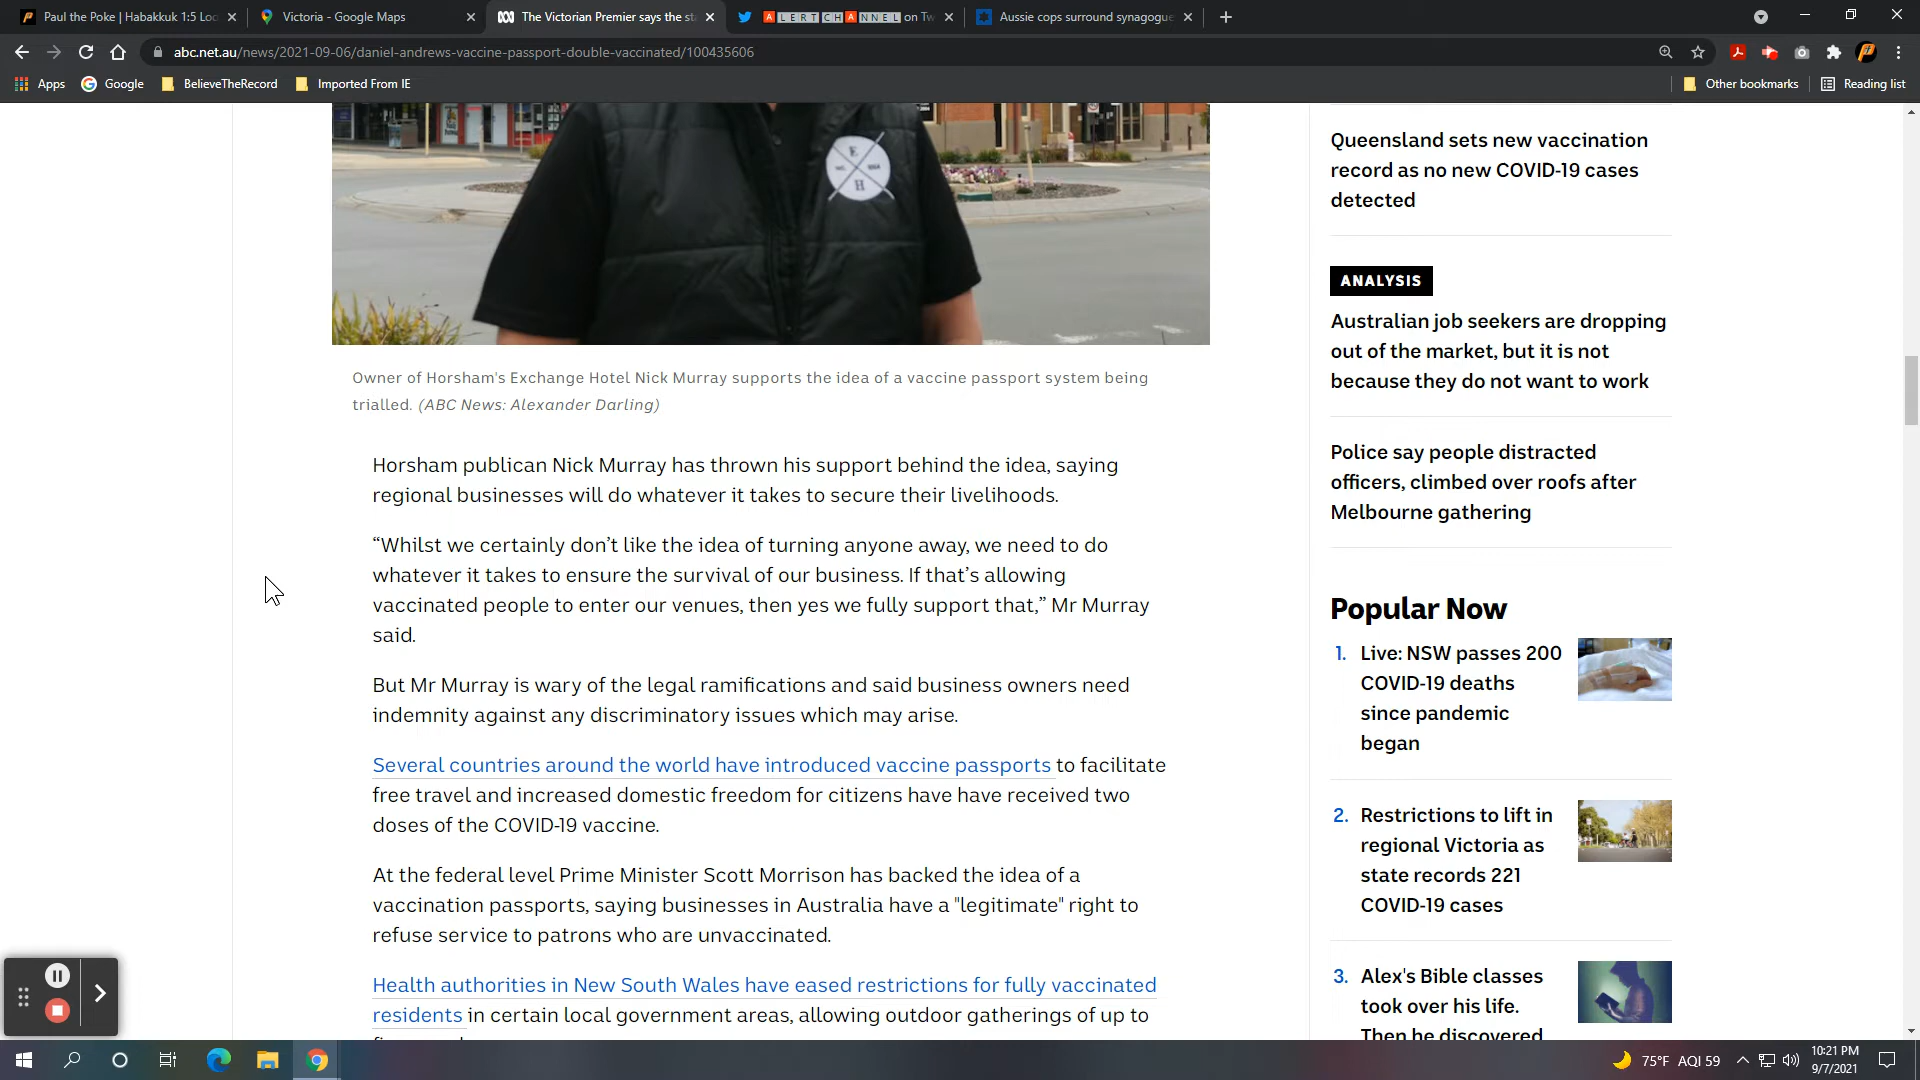 Paul the Poke | Habakkuk 1:5 Loo
Victoria - Google Maps
The Victorian Premier says the st
ALERT CHANNEL on Tw
Aussie cops surround synagogue
abc.net.au/news/2021-09-06/daniel-andrews-vaccine-passport-double-vaccinated/100435606
Apps
Google
BelieveTheRecord
Imported From IE
Other bookmarks
Reading list
E
H
Owner of Horsham's Exchange Hotel Nick Murray supports the idea of a vaccine passport system being
trialled. (ABC News: Alexander Darling)
Horsham publican Nick Murray has thrown his support behind the idea, saying
regional businesses will do whatever it takes to secure their livelihoods.
“Whilst we certainly don’t like the idea of turning anyone away, we need to do
whatever it takes to ensure the survival of our business. If that’s allowing
vaccinated people to enter our venues, then yes we fully support that,” Mr Murray
said.
But Mr Murray is wary of the legal ramifications and said business owners need
indemnity against any discriminatory issues which may arise.
Several countries around the world have introduced vaccine passports to facilitate
free travel and increased domestic freedom for citizens have have received two
doses of the COVID-19 vaccine.
At the federal level Prime Minister Scott Morrison has backed the idea of a
vaccination passports, saying businesses in Australia have a "legitimate" right to
refuse service to patrons who are unvaccinated.
Health authorities in New South Wales have eased restrictions for fully vaccinated
residents in certain local government areas, allowing outdoor gatherings of up to
Queensland sets new vaccination
record as no new COVID-19 cases
detected
ANALYSIS
Australian job seekers are dropping
out of the market, but it is not
because they do not want to work
Police say people distracted
officers, climbed over roofs after
Melbourne gathering
Popular Now
1. Live: NSW passes 200
COVID-19 deaths
since pandemic
began
2. Restrictions to lift in
regional Victoria as
state records 221
COVID-19 cases
3. Alex's Bible classes
took over his life.
Then he discovered
75°F AQI 59
10:21 PM
9/7/2021